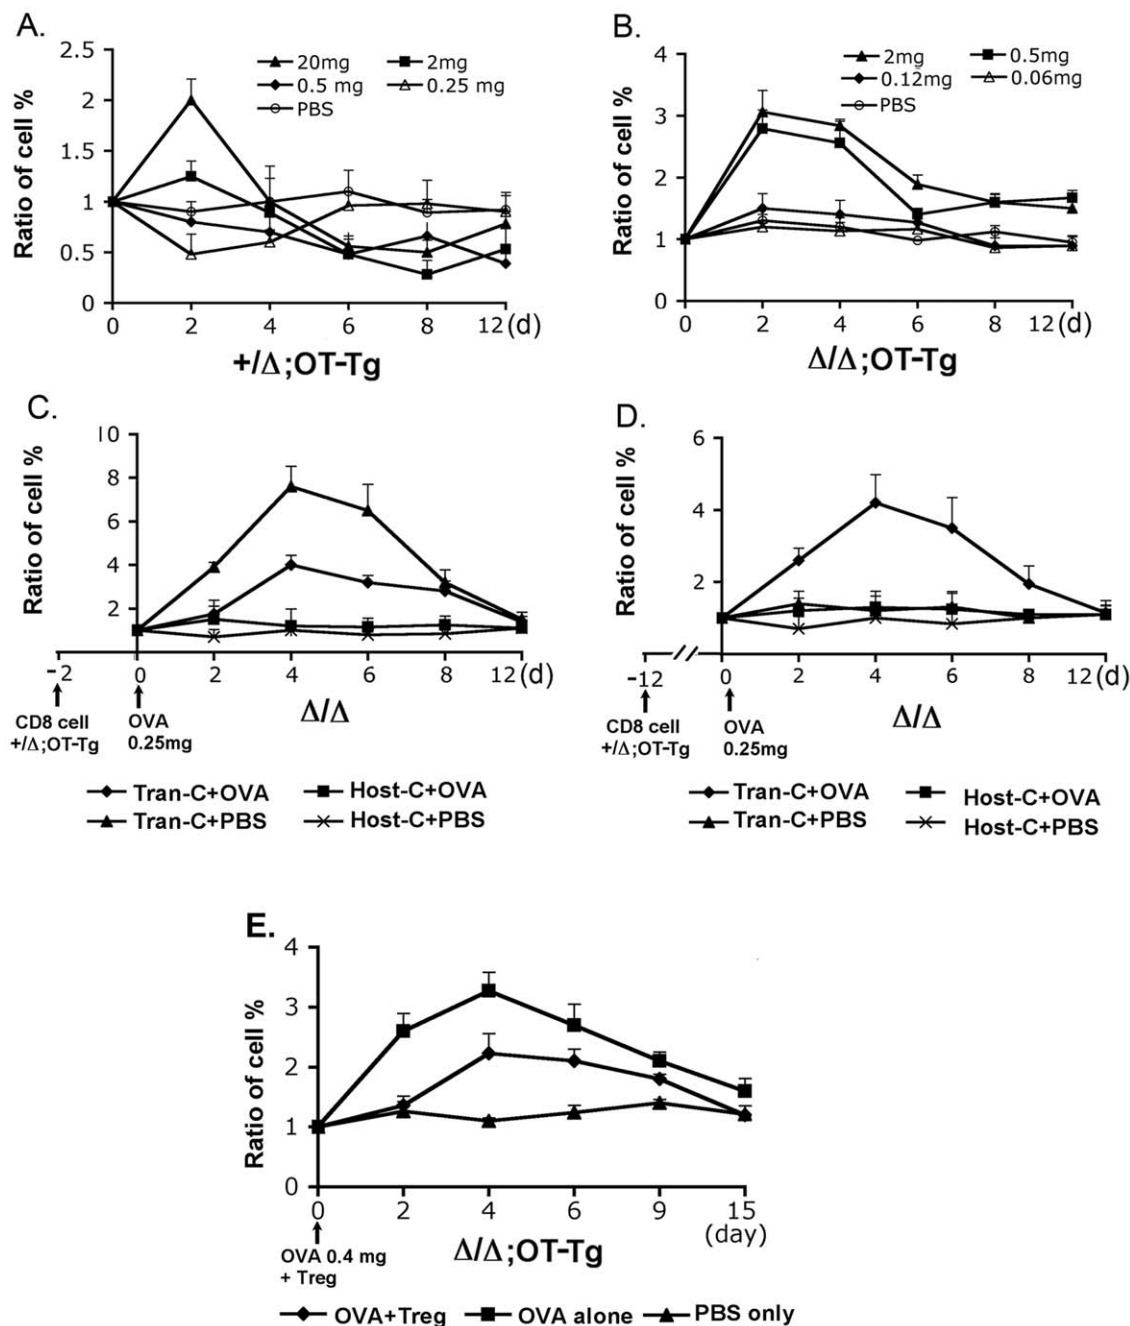 A.
2.5
2
1.5
1
0.5
0
20mg
2mg
0.5 mg
0.25 mg
PBS
Ratio of cell %
0 2 4 6 8 12(d)
+/Δ;OT-Tg
B.
4
3
2
1
0
2mg
0.5mg
0.12mg
0.06mg
PBS
Ratio of cell %
0 2 4 6 8 12(d)
Δ/Δ;OT-Tg
C.
10
8
6
4
2
Ratio of cell %
-2 0 2 4 6 8 12(d)
CD8 cell
+/Δ;OT-Tg
OVA
0.25mg
Δ/Δ
Tran-C+OVA Host-C+OVA
Tran-C+PBS Host-C+PBS
D.
6
4
2
Ratio of cell %
-12 0 2 4 6 8 12(d)
CD8 cell
+/Δ;OT-Tg
OVA
0.25mg
Δ/Δ
Tran-C+OVA Host-C+OVA
Tran-C+PBS Host-C+PBS
E.
4
3
2
1
0
Ratio of cell %
0 2 4 6 9 15
(day)
OVA 0.4 mg
+ Treg
Δ/Δ;OT-Tg
OVA+Treg OVA alone PBS only